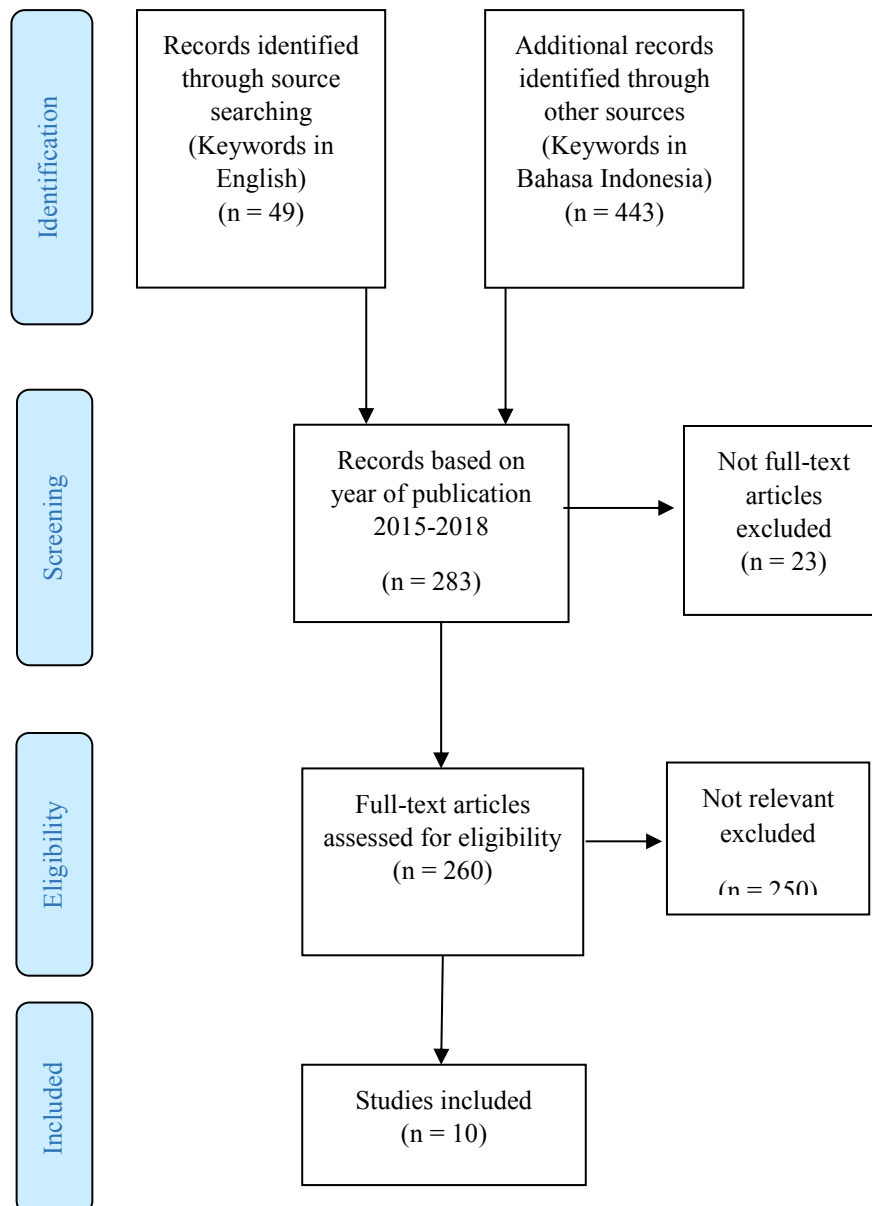 Identification
Records identified
through source
searching
(Keywords in
English)
(n = 49)
Additional records
identified through
other sources
(Keywords in
Bahasa Indonesia)
(n = 443)
Screening
Records based on
year of publication
2015-2018
(n = 283)
Not full-text
articles
excluded
(n = 23)
Eligibility
Full-text articles
assessed for eligibility
(n = 260)
Not relevant
excluded
(n = 250)
Included
Studies included
(n = 10)